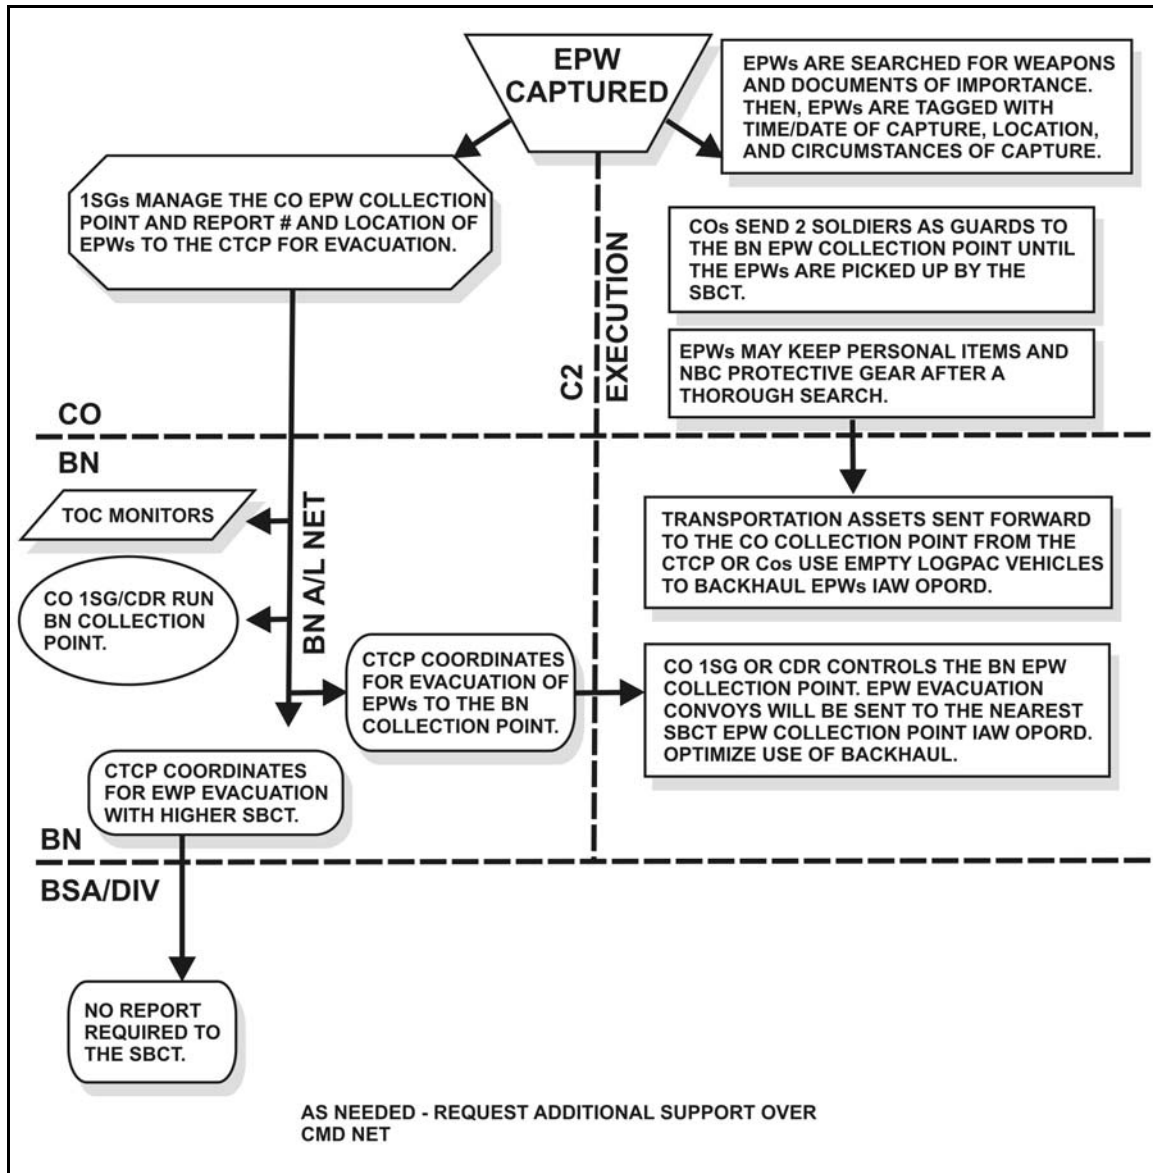 EPW
CAPTURED
EPWs ARE SEARCHED FOR WEAPONS
AND DOCUMENTS OF IMPORTANCE.
THEN, EPWs ARE TAGGED WITH
TIME/DATE OF CAPTURE, LOCATION,
AND CIRCUMSTANCES OF CAPTURE.
1SGs MANAGE THE CO EPW COLLECTION
POINT AND REPORT # AND LOCATION OF
EPWs TO THE CTCP FOR EVACUATION.
COs SEND 2 SOLDIERS AS GUARDS TO
THE BN EPW COLLECTION POINT UNTIL
THE EPWs ARE PICKED UP BY THE
SBCT.
C2
EXECUTION
EPWs MAY KEEP PERSONAL ITEMS AND
NBC PROTECTIVE GEAR AFTER A
THOROUGH SEARCH.
CO
BN
TOC MONITORS
BN A/L NET
TRANSPORTATION ASSETS SENT FORWARD
TO THE CO COLLECTION POINT FROM THE
CTCP OR Cos USE EMPTY LOGPAC VEHICLES
TO BACKHAUL EPWs IAW OPORD.
CO 1SG/CDR RUN
BN COLLECTION
POINT.
CTCP COORDINATES
FOR EVACUATION OF
EPWs TO THE BN
COLLECTION POINT.
CO 1SG OR CDR CONTROLS THE BN EPW
COLLECTION POINT. EPW EVACUATION
CONVOYS WILL BE SENT TO THE NEAREST
SBCT EPW COLLECTION POINT IAW OPORD.
OPTIMIZE USE OF BACKHAUL.
CTCP COORDINATES
FOR EWP EVACUATION
WITH HIGHER SBCT.
BN
BSA/DIV
NO REPORT
REQUIRED TO
THE SBCT.
AS NEEDED - REQUEST ADDITIONAL SUPPORT OVER
CMD NET